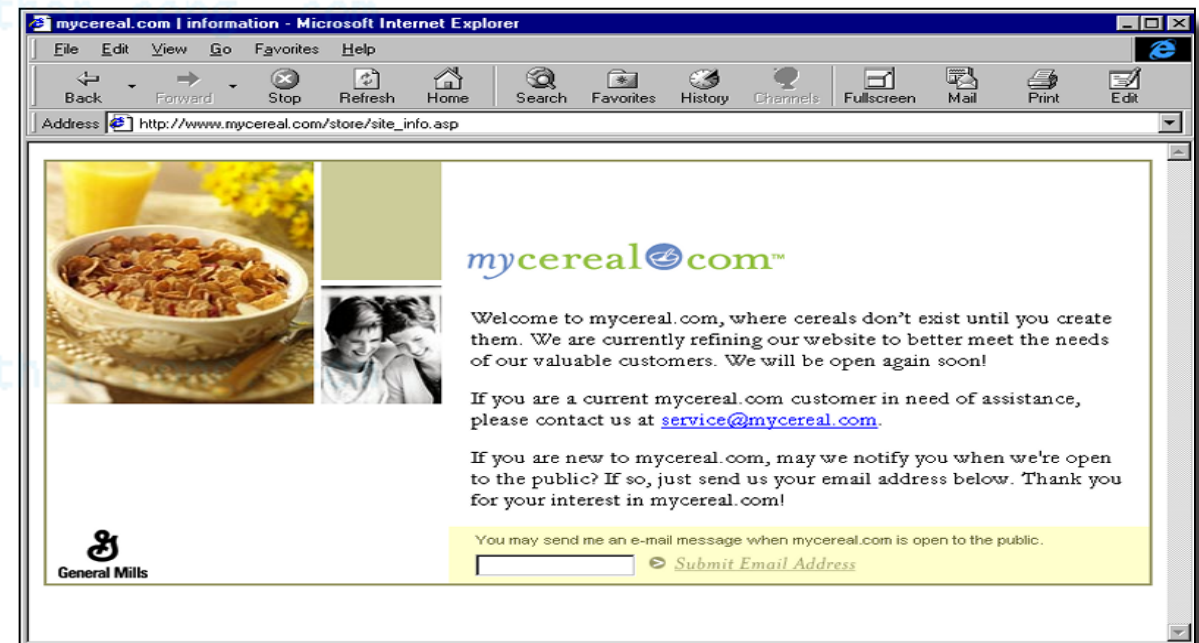 mycereal.com | information - Microsoft Internet Explorer
File Edit View Go Favorites Help
Back Forward Stop Refresh Home Search Favorites History Channels Fullscreen Mail Print Edit
Address http://www.mycereal.com/store/site_info.asp
mycereal com™
Welcome to mycereal.com, where cereals don't exist until you create
them. We are currently refining our website to better meet the needs
of our valuable customers. We will be open again soon!
If you are a current mycereal.com customer in need of assistance,
please contact us at service@mycereal.com.
If you are new to mycereal.com, may we notify you when we're open
to the public? If so, just send us your email address below. Thank you
for your interest in mycereal.com!
You may send me an e-mail message when mycereal.com is open to the public.
Submit Email Address
G
General Mills